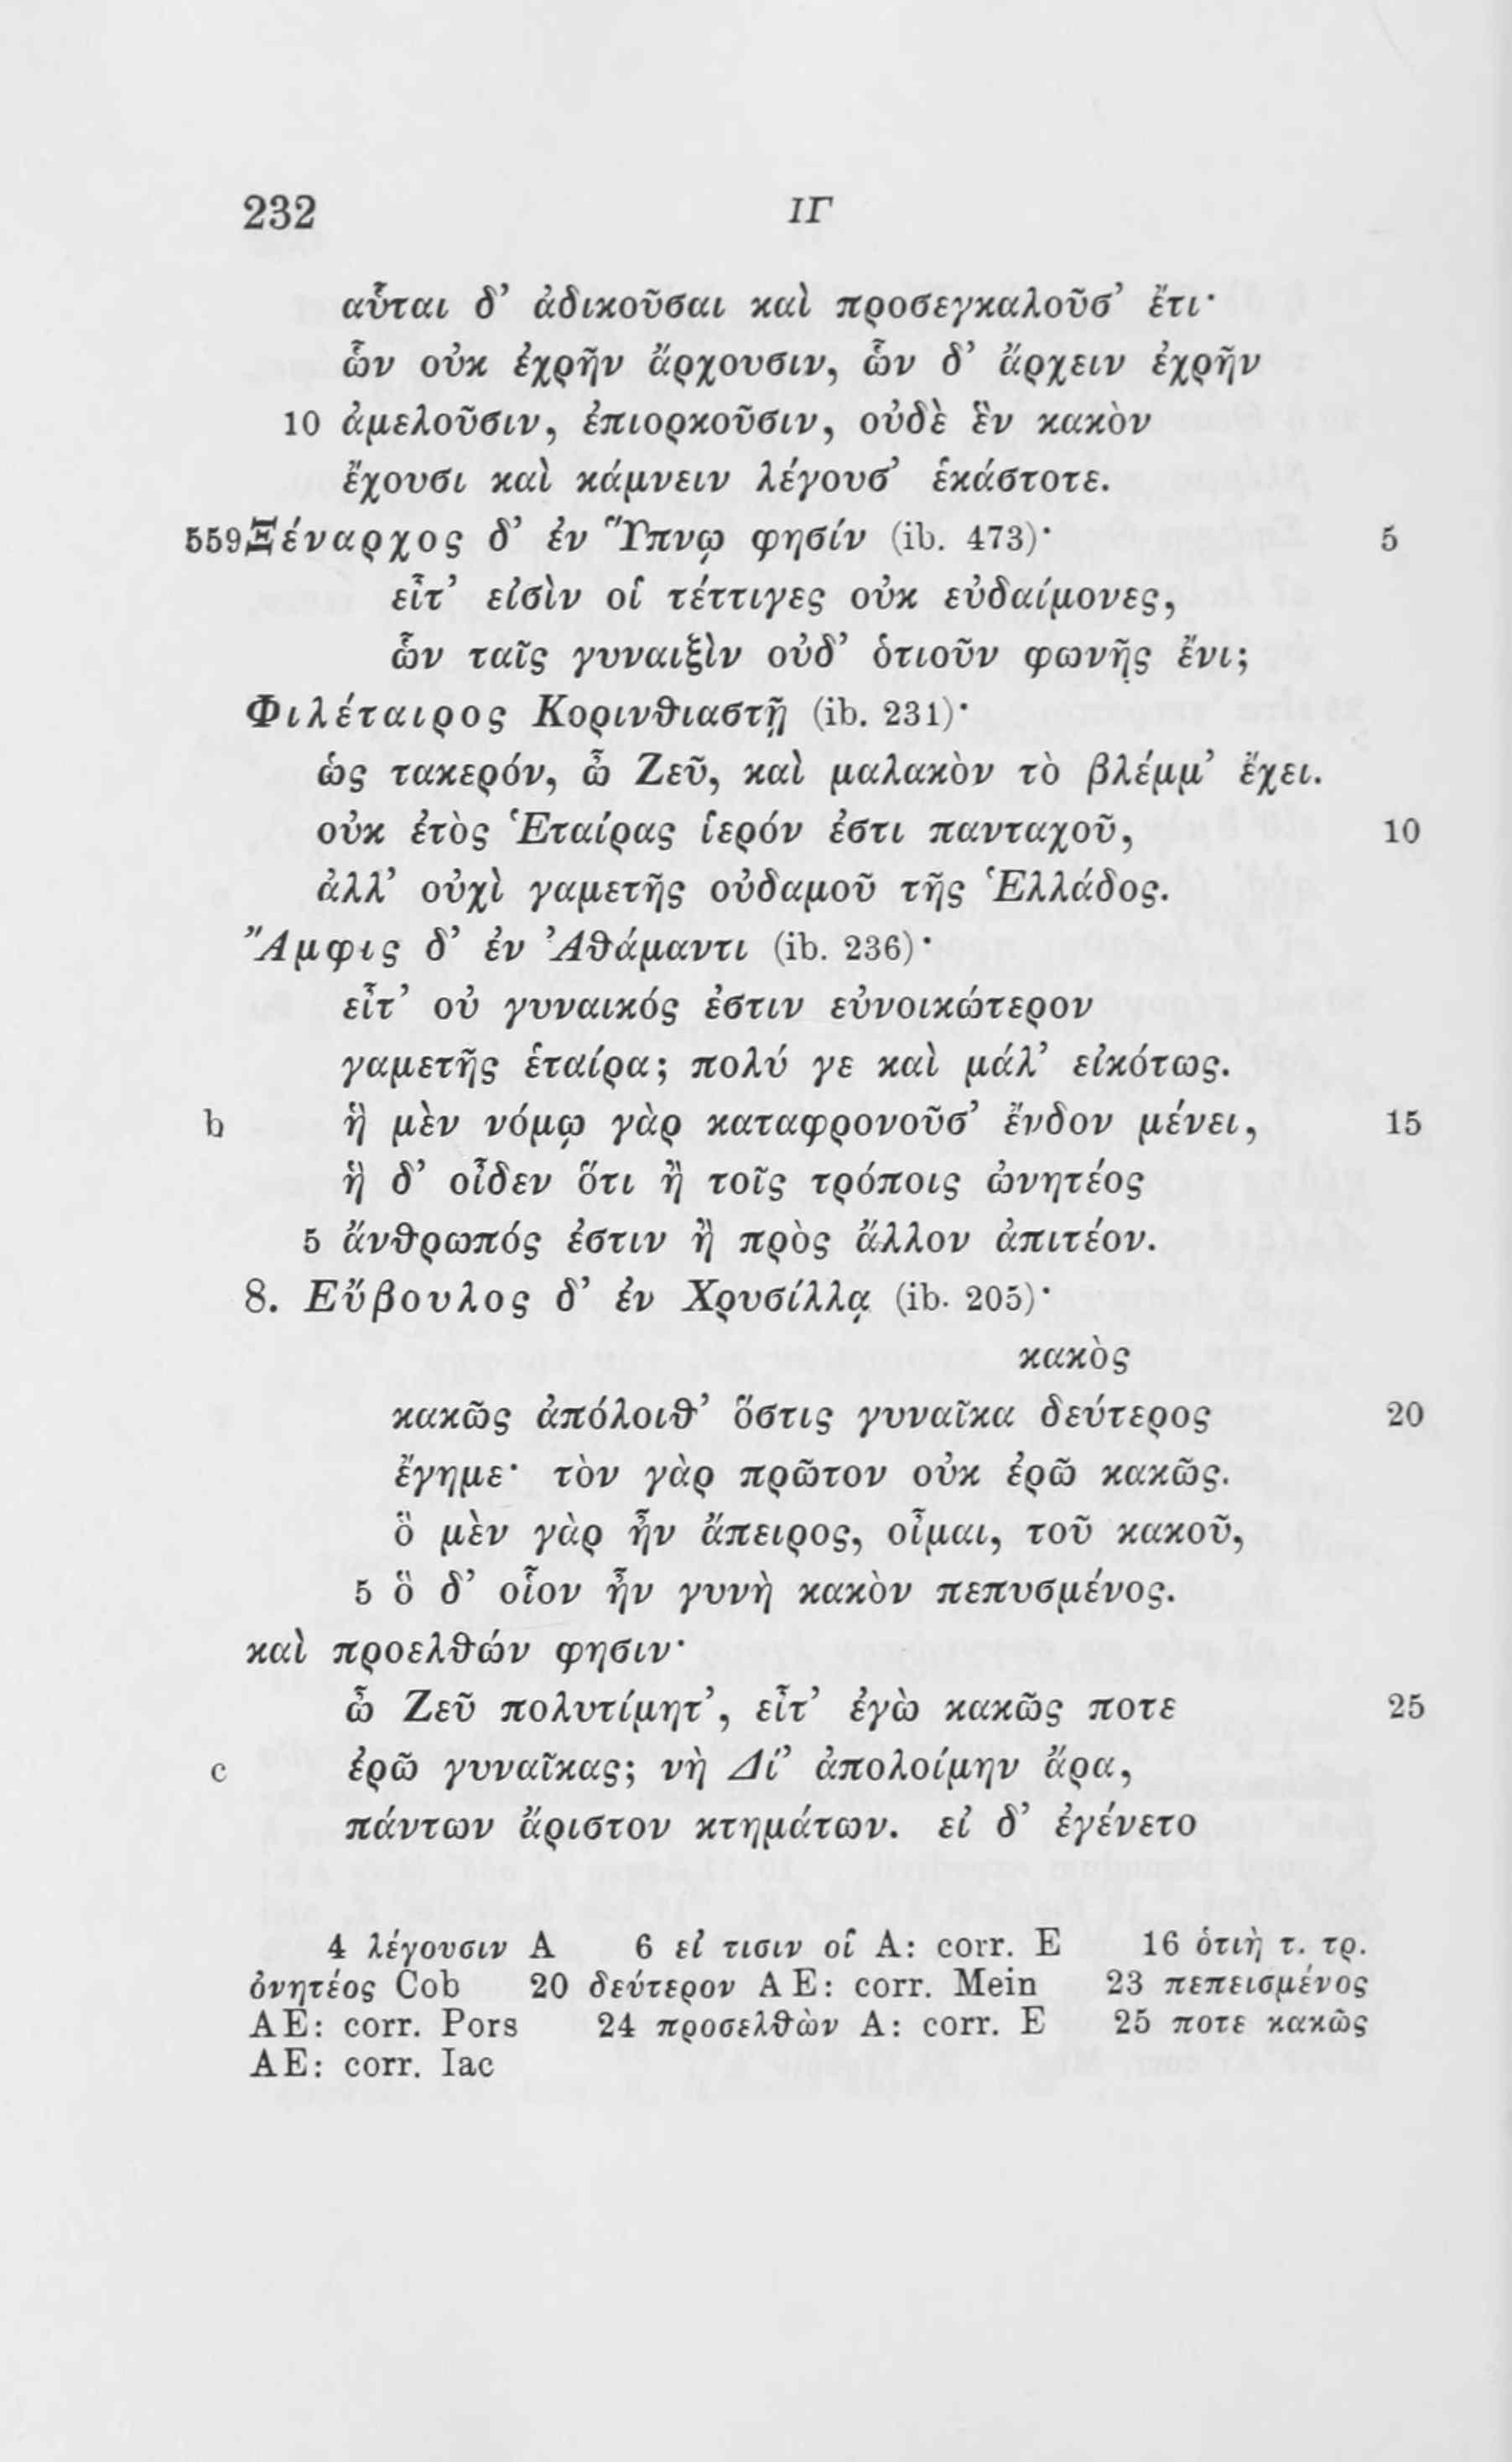 232 ΙΓ
αὗται δ’ ἀδικοῦσαι καὶ προσεγκαλοῦσ’ ἔτι·
ὧν οὐκ ἐχρῆν ἄρχουσιν, ὧν δ’ ἄρχειν ἐχρῆν
10 ἀμελοῦσιν, ἐπιορκοῦσιν, οὐδὲ ἓν κακὸν
ἔχουσι καὶ κάμνειν λέγουσ’ ἑκάστοτε.
559 Ξέναρχος δ’ ἐν Ὕπνῳ φησίν (ib. 473)· 5
εἶτ’ εἰσὶν οἱ τέττιγες οὐκ εὐδαίμονες,
ὧν ταῖς γυναιξὶν οὐδ’ ὁτιοῦν φωνῆς ἔνι;
Φιλέταιρος Κορινθιαστῇ (ib. 231)·
ὡς τακερόν, ὦ Ζεῦ, καὶ μαλακὸν τὸ βλέμμ’ ἔχει.
οὐκ ἐτὸς Ἑταίρας ἱερόν ἐστι πανταχοῦ, 10
ἀλλ’ οὐχὶ γαμετῆς οὐδαμοῦ τῆς Ἑλλάδος.
Ἄμφις δ’ ἐν Ἀθάμαντι (ib. 236)·
εἶτ’ οὐ γυναικός ἐστιν εὐνοικώτερον
γαμετῆς ἑταίρα; πολύ γε καὶ μάλ’ εἰκότως.
b ἣ μὲν νόμῳ γὰρ καταφρονοῦσ’ ἔνδον μένει, 15
ἣ δ’ οἶδεν ὅτι ἢ τοῖς τρόποις ὠνητέος
5 ἄνθρωπός ἐστιν ἢ πρὸς ἄλλον ἀπιτέον.
8. Εὔβουλος δ’ ἐν Χρυσίλλᾳ (ib. 205)·
κακὸς
κακῶς ἀπόλοιθ’ ὅστις γυναῖκα δεύτερος 20
ἔγημε· τὸν γὰρ πρῶτον οὐκ ἐρῶ κακῶς.
ὃ μὲν γὰρ ἦν ἄπειρος, οἶμαι, τοῦ κακοῦ,
5 ὃ δ’ οἷον ἦν γυνὴ κακὸν πεπυσμένος.
καὶ προελθών φησιν·
ὦ Ζεῦ πολυτίμητ’, εἶτ’ ἐγὼ κακῶς ποτε 25
c ἐρῶ γυναῖκας; νὴ Δί’ ἀπολοίμην ἄρα,
πάντων ἄριστον κτημάτων. εἰ δ’ ἐγένετο
4 λέγουσιν A 6 εἰ τισιν οἱ A: corr. E 16 ὁτιὴ τ. τρ.
ὀνητέος Cob 20 δεύτερον AE: corr. Mein 23 πεπεισμένος
AE: corr. Pors 24 προσελθὼν A: corr. E 25 ποτε κακῶς
AE: corr. Iac